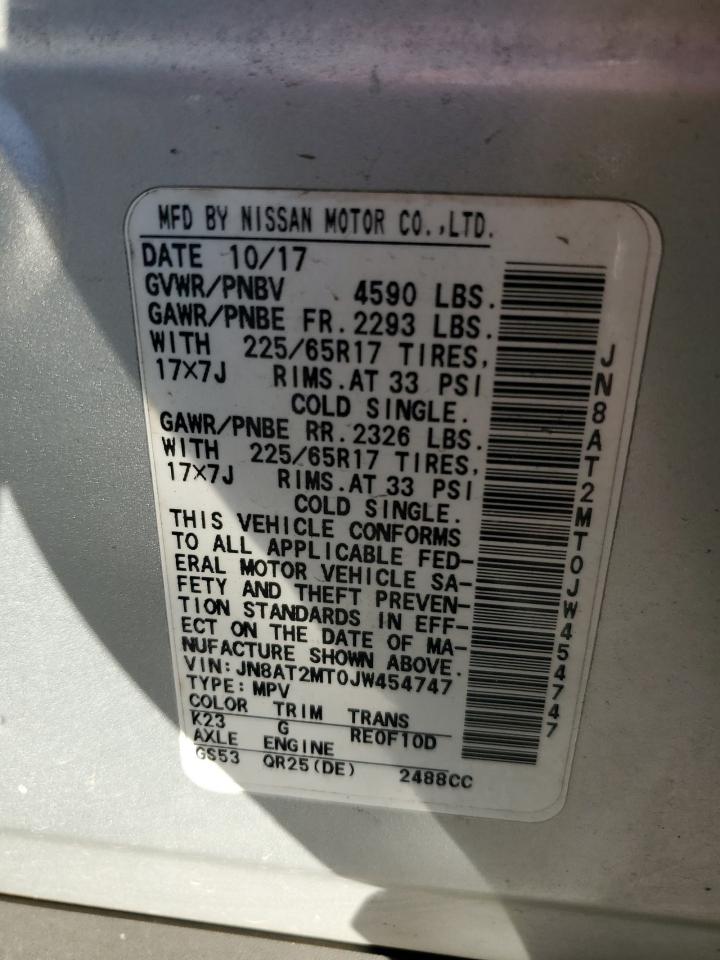 MFD BY NISSAN MOTOR CO.,LTD.
DATE 10/17
GVWR/PNBV 4590 LBS.
GAWR/PNBE FR. 2293 LBS.
WITH 225/65R17 TIRES,
17×7J RIMS. AT 33 PSI
COLD SINGLE.
GAWR/PNBE RR. 2326 LBS.
WITH 225/65R17 TIRES,
17×7J RIMS. AT 33 PSI
COLD SINGLE.
THIS VEHICLE CONFORMS
TO ALL APPLICABLE FED-
ERAL MOTOR VEHICLE SA-
FETY AND THEFT PREVEN-
TION STANDARDS IN EFF-
ECT ON THE DATE OF MA-
NUFACTURE SHOWN ABOVE.
VIN: JN8AT2MT0JW454747
TYPE: MPV
COLOR TRIM TRANS
K23 G RE0F10D
AXLE ENGINE
GS53 QR25(DE) 2488CC
JN8AT2MT0JW454747